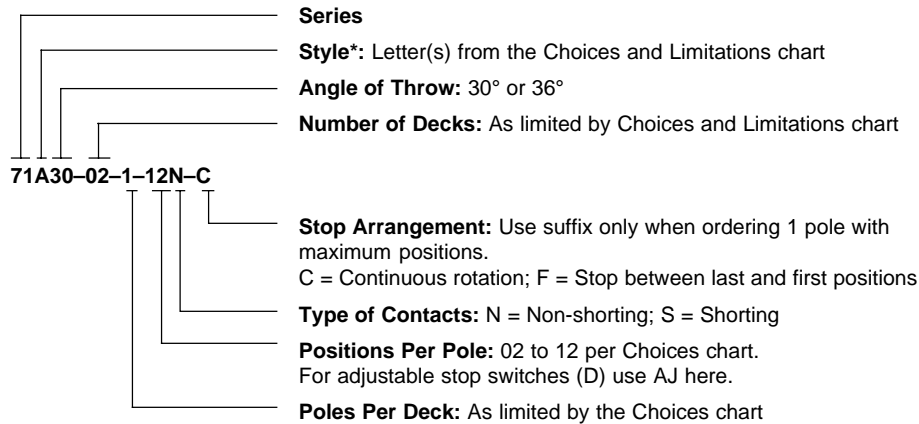 Series
Style*: Letter(s) from the Choices and Limitations chart
Angle of Throw: 30° or 36°
Number of Decks: As limited by Choices and Limitations chart
71A30–02–1–12N–C
Stop Arrangement: Use suffix only when ordering 1 pole with
maximum positions.
C = Continuous rotation; F = Stop between last and first positions
Type of Contacts: N = Non-shorting; S = Shorting
Positions Per Pole: 02 to 12 per Choices chart.
For adjustable stop switches (D) use AJ here.
Poles Per Deck: As limited by the Choices chart